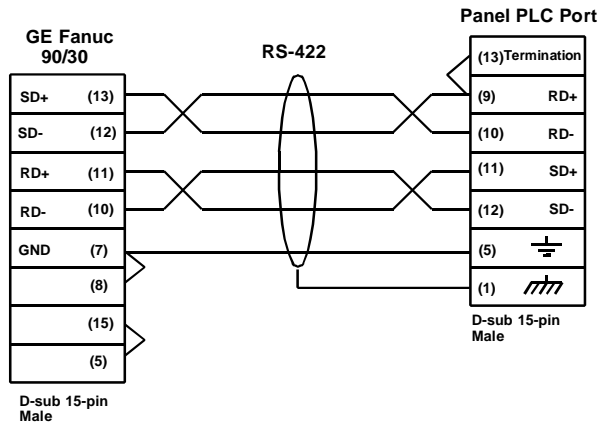 Panel PLC Port
GE Fanuc
90/30
RS-422
(13)Termination
SD+ (13)
(9) RD+
SD- (12)
(10) RD-
RD+ (11)
(11) SD+
RD- (10)
(12) SD-
GND (7)
(5)
(8)
(1)
(15)
D-sub 15-pin
Male
(5)
D-sub 15-pin
Male